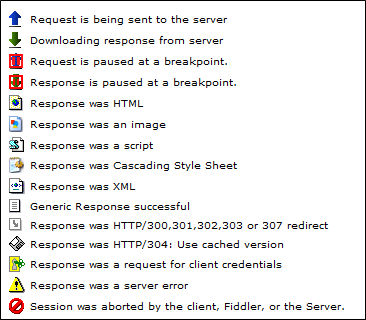 Request is being sent to the server
Downloading response from server
Request is paused at a breakpoint.
Response is paused at a breakpoint.
Response was HTML
Response was an image
Response was a script
Response was Cascading Style Sheet
Response was XML
Generic Response successful
Response was HTTP/300,301,302,303 or 307 redirect
Response was HTTP/304: Use cached version
Response was a request for client credentials
Response was a server error
Session was aborted by the client, Fiddler, or the Server.